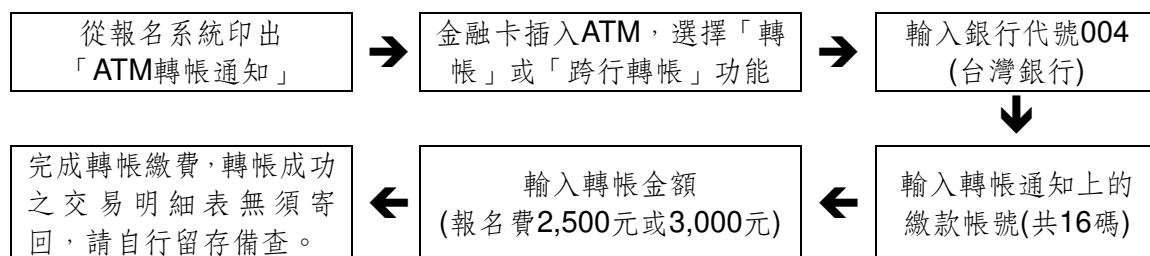 從報名系統印出
「ATM轉帳通知」
金融卡插入ATM，選擇「轉
帳」或「跨行轉帳」功能
輸入銀行代號004
(台灣銀行)
輸入轉帳通知上的
繳款帳號(共16碼)
輸入轉帳金額
(報名費2,500元或3,000元)
完成轉帳繳費，轉帳成功
之交易明細表無須寄
回，請自行留存備查。